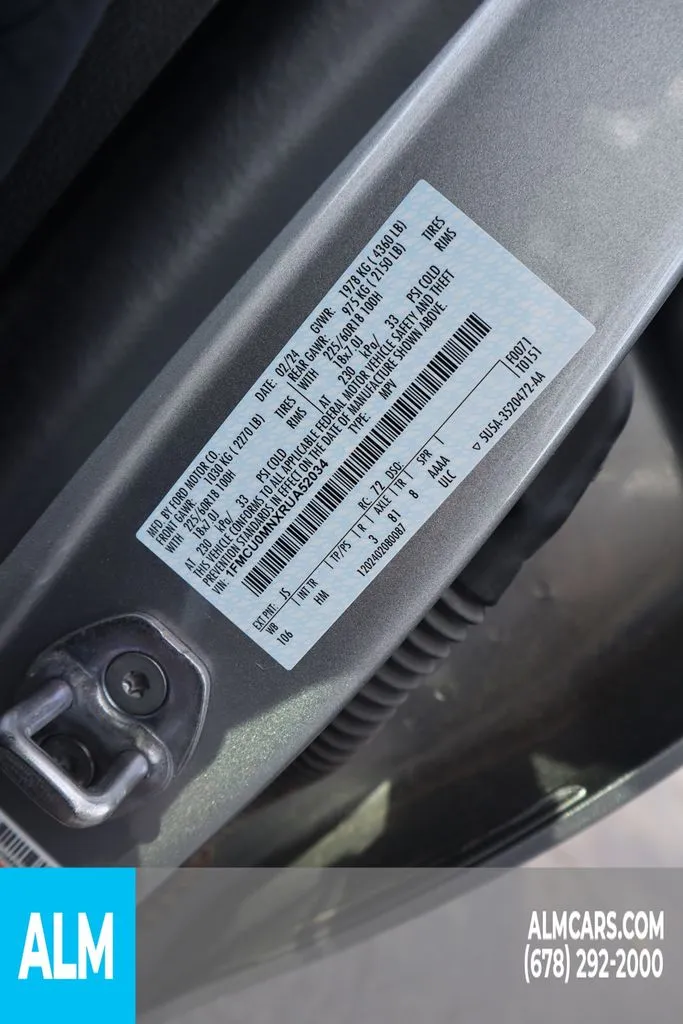 MFD. BY FORD MOTOR CO.
DATE: 02/24 GVWR: 1978 KG ( 4360 LB)
FRONT GAWR: 1030 KG ( 2270 LB) REAR GAWR: 975 KG ( 2150 LB)
WITH 225/60R18 100H TIRES WITH 225/60R18 100H TIRES
18x7.0J RIMS 18x7.0J RIMS
AT 230 kPa/ 33 PSI COLD AT 230 kPa/ 33 PSI COLD
THIS VEHICLE CONFORMS TO ALL APPLICABLE FEDERAL MOTOR VEHICLE SAFETY AND THEFT
PREVENTION STANDARDS IN EFFECT ON THE DATE OF MANUFACTURE SHOWN ABOVE.
VIN: 1FMCU0MNXRUA52034 TYPE: MPV
F0071
T0151
EXT PNT: JS RC: 72 DSO:
WB INT TR TP/PS R AXLE TR SPR
106 HM 3 81 8 AAAA
120240208008? ULC
▽ 5U5A-3520472-AA
ALM
ALMCARS.COM
(678) 292-2000